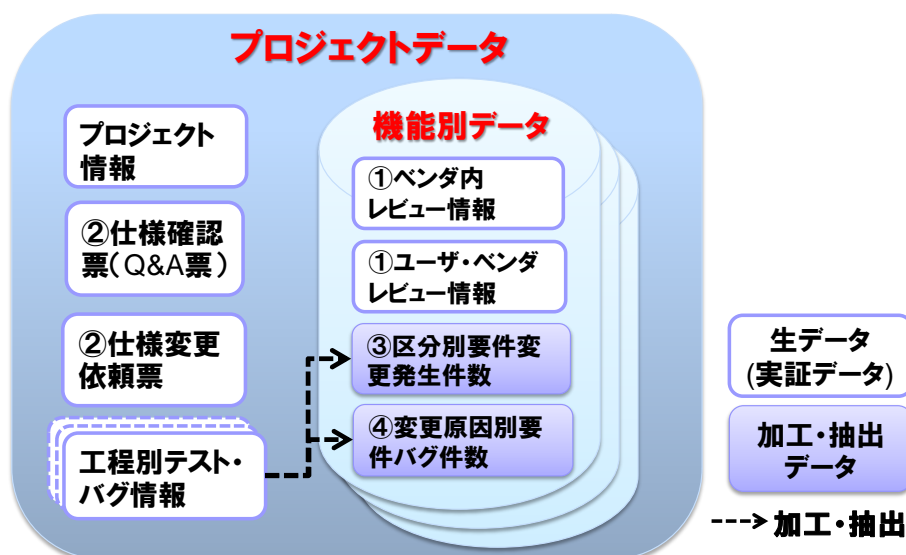 プロジェクトデータ
プロジェクト
情報
②仕様確認
票(Q&A票)
②仕様変更
依頼票
工程別テスト・
バグ情報
機能別データ
①ベンダ内
レビュー情報
①ユーザ・ベンダ
レビュー情報
③区分別要件変
更発生件数
④変更原因別要
件バグ件数
生データ
(実証データ)
加工・抽出
データ
加工・抽出